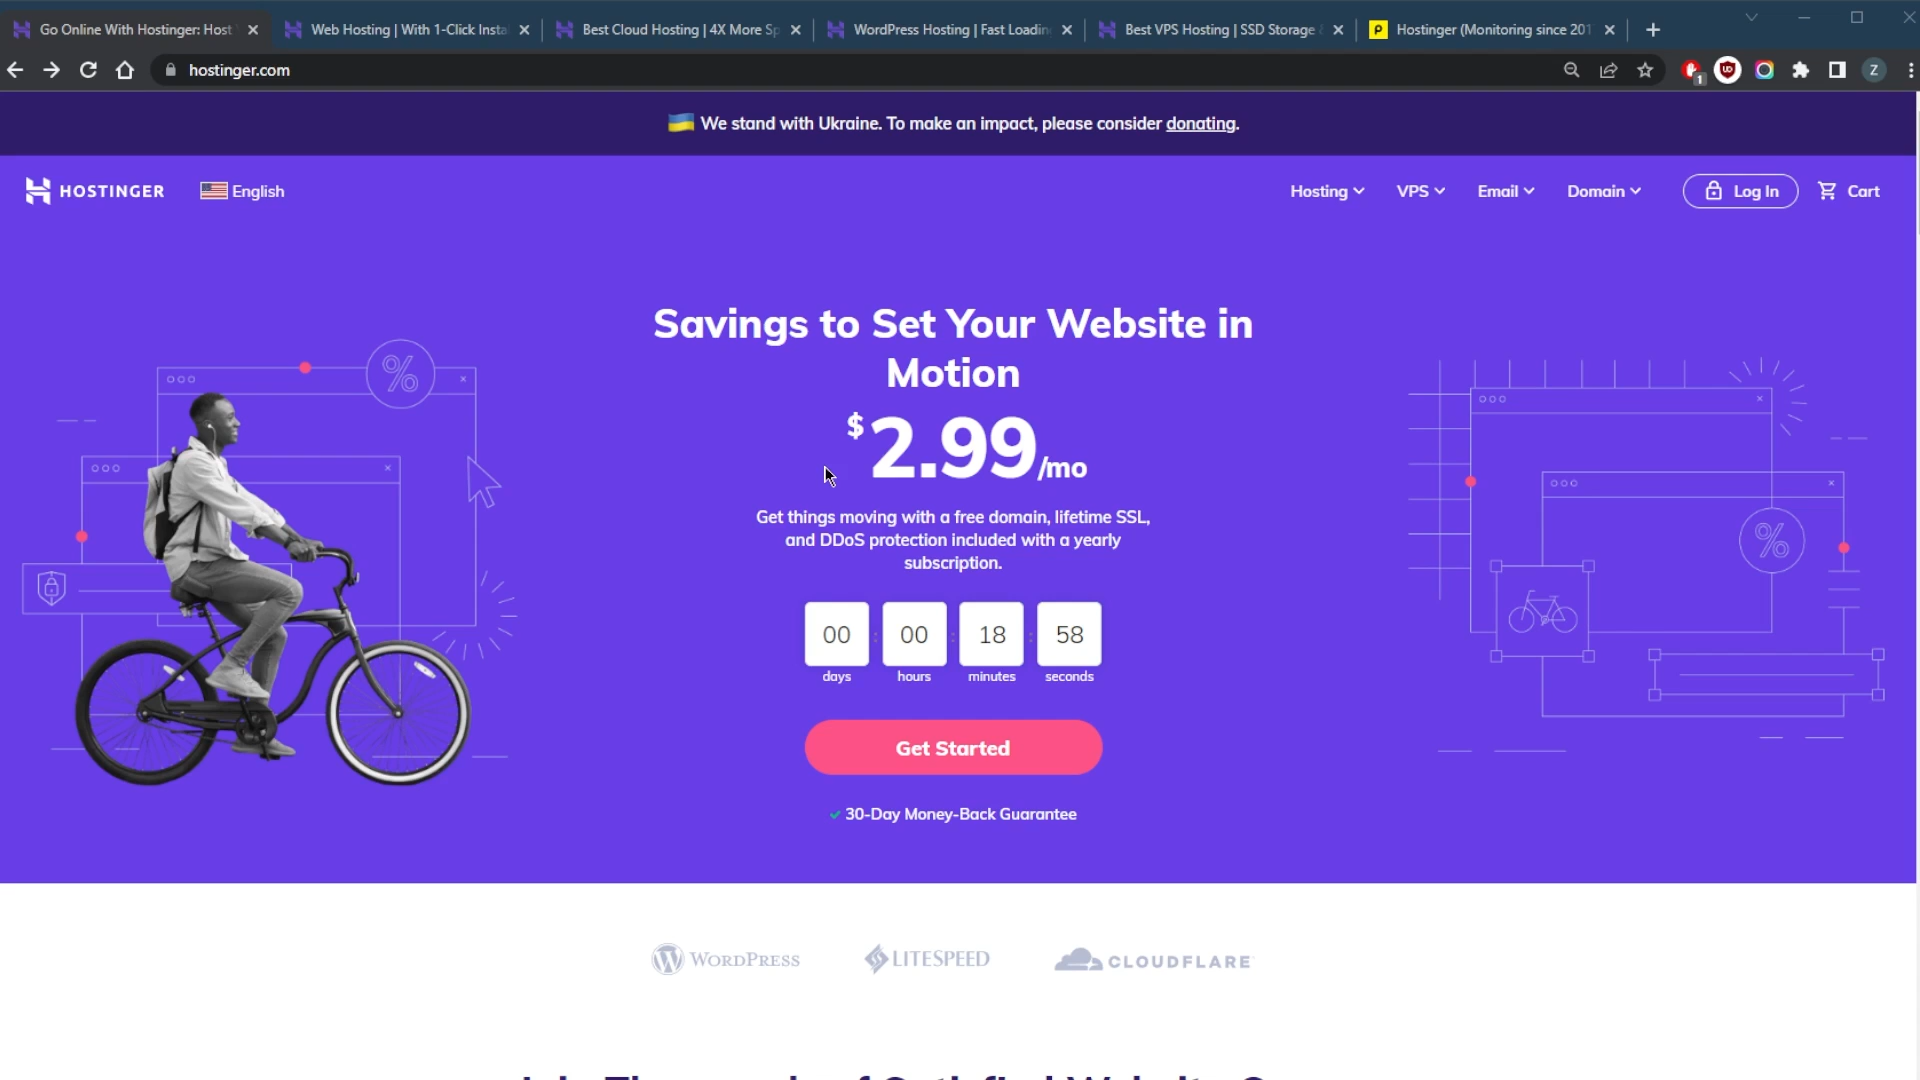 Go Online With Hostinger: Host
Web Hosting | With 1-Click Insta
Best Cloud Hosting | 4X More Sp
WordPress Hosting | Fast Loadin
Best VPS Hosting | SSD Storage
Hostinger (Monitoring since 201
hostinger.com
1
Z
We stand with Ukraine. To make an impact, please consider donating.
HOSTINGER
English
Hosting
VPS
Email
Domain
Log In
Cart
Savings to Set Your Website in
Motion
$2.99/mo
Get things moving with a free domain, lifetime SSL,
and DDoS protection included with a yearly
subscription.
00 : 00 : 18 : 58
days hours minutes seconds
Get Started
30-Day Money-Back Guarantee
%
%
WORDPRESS
LITESPEED
CLOUDFLARE